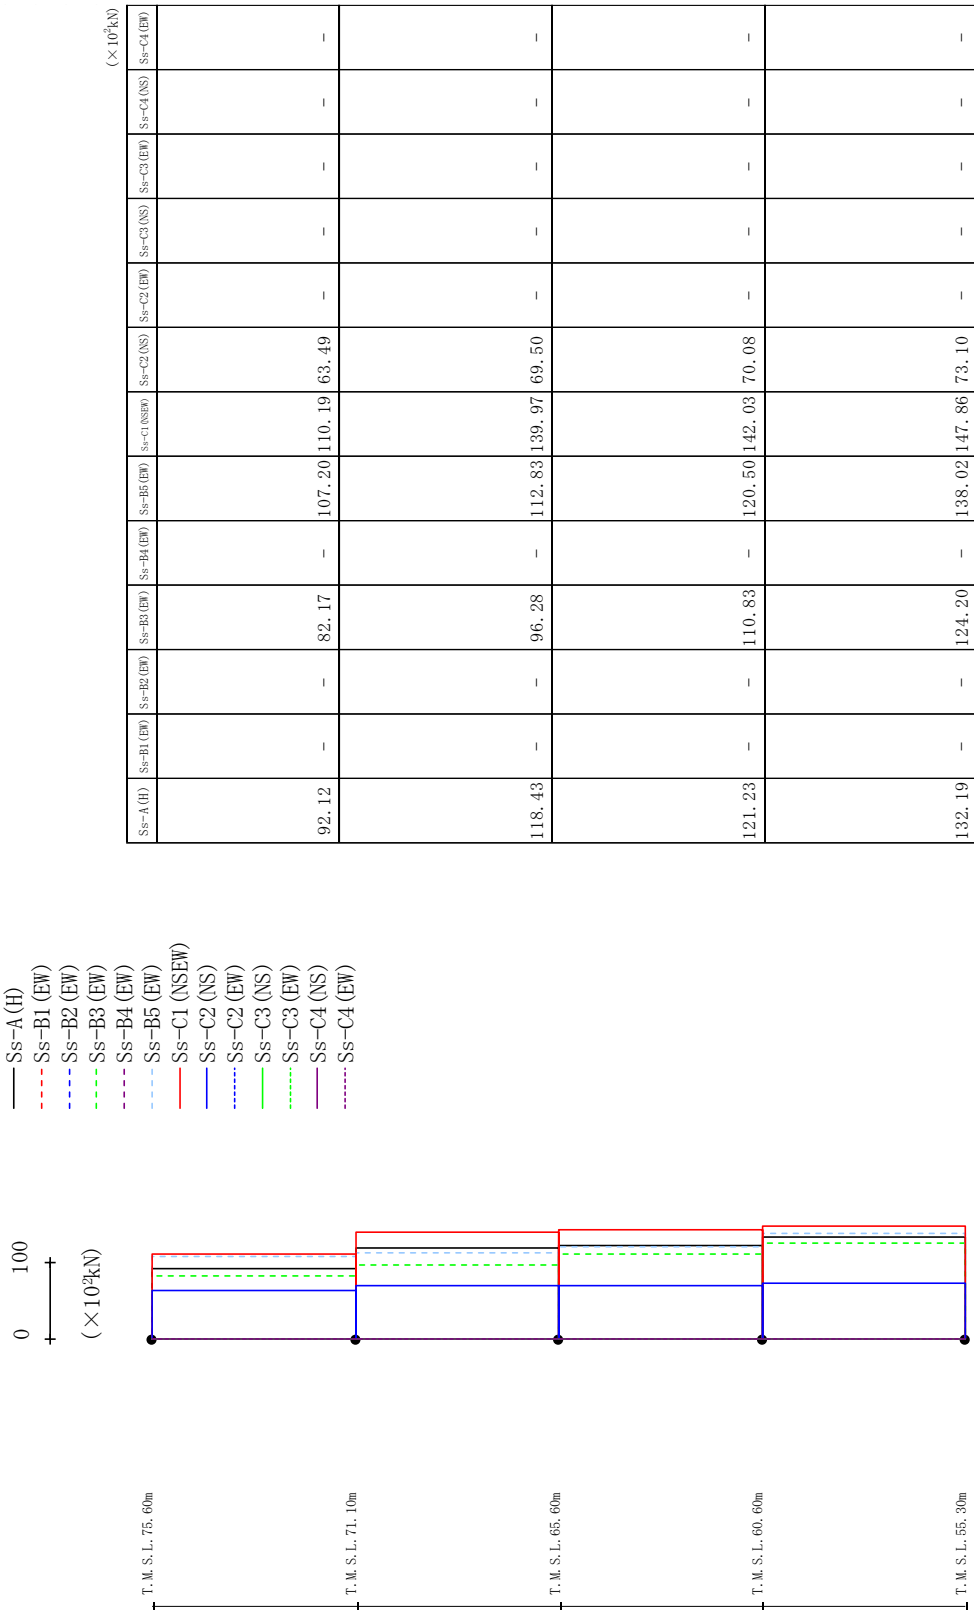 T.M.S.L.75.60m
T.M.S.L.71.10m
T.M.S.L.65.60m
T.M.S.L.60.60m
T.M.S.L.55.30m
0 100
(×10²kN)
Ss-A(H)
Ss-B1(EW)
Ss-B2(EW)
Ss-B3(EW)
Ss-B4(EW)
Ss-B5(EW)
Ss-C1(NSEW)
Ss-C2(NS)
Ss-C2(EW)
Ss-C3(NS)
Ss-C3(EW)
Ss-C4(NS)
Ss-C4(EW)
(×10²kN)
Ss-A(H) Ss-B1(EW) Ss-B2(EW) Ss-B3(EW) Ss-B4(EW) Ss-B5(EW) Ss-C1(NSEW) Ss-C2(NS) Ss-C2(EW) Ss-C3(NS) Ss-C3(EW) Ss-C4(NS) Ss-C4(EW)
92.12 - - 82.17 - 107.20 110.19 63.49 - - - - -
118.43 - - 96.28 - 112.83 139.97 69.50 - - - - -
121.23 - - 110.83 - 120.50 142.03 70.08 - - - - -
132.19 - - 124.20 - 138.02 147.86 73.10 - - - - -